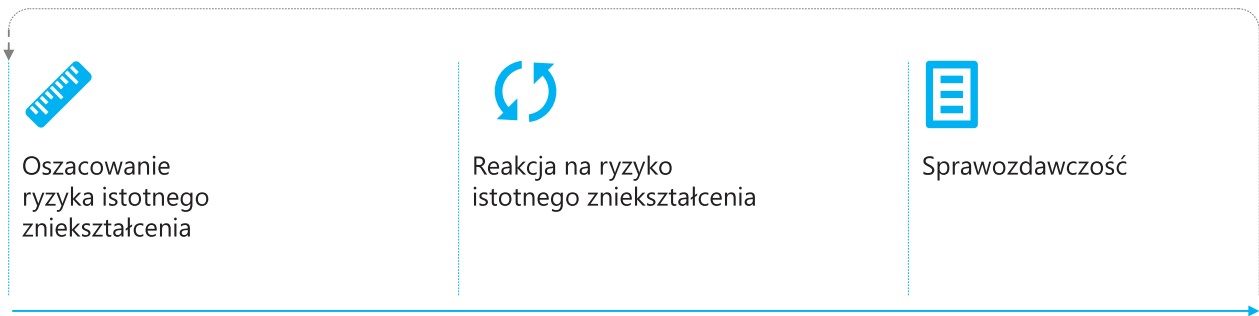 Oszacowanie
ryzyka istotnego
zniekształcenia
Reakcja na ryzyko
istotnego zniekształcenia
Sprawozdawczość